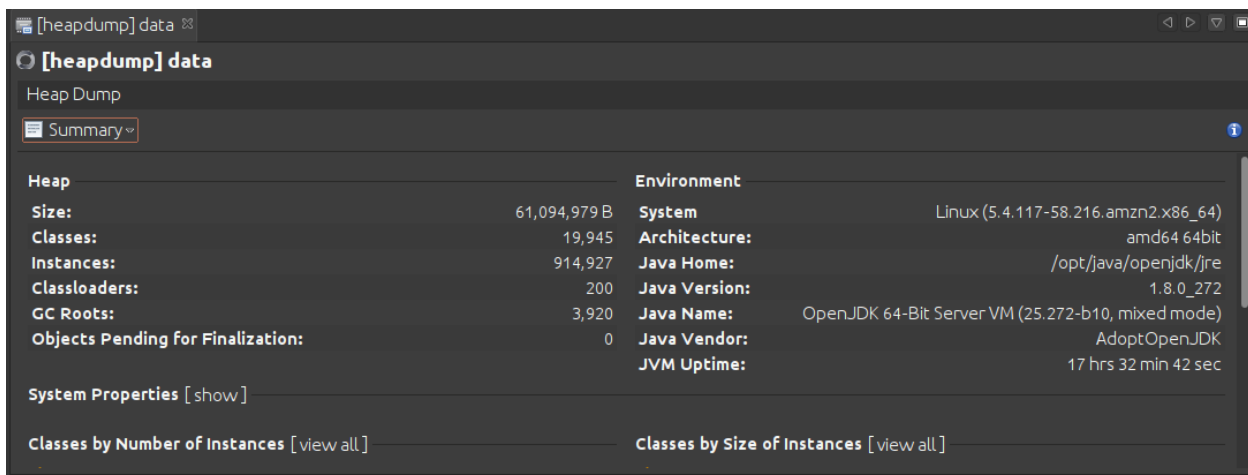 [heapdump] data
[heapdump] data
Heap Dump
Summary
Heap
Size: 61,094,979 B
Classes: 19,945
Instances: 914,927
Classloaders: 200
GC Roots: 3,920
Objects Pending for Finalization: 0
Environment
System Linux (5.4.117-58.216.amzn2.x86_64)
Architecture: amd64 64bit
Java Home: /opt/java/openjdk/jre
Java Version: 1.8.0_272
Java Name: OpenJDK 64-Bit Server VM (25.272-b10, mixed mode)
Java Vendor: AdoptOpenJDK
JVM Uptime: 17 hrs 32 min 42 sec
System Properties [show]
Classes by Number of Instances [view all]
Classes by Size of Instances [view all]